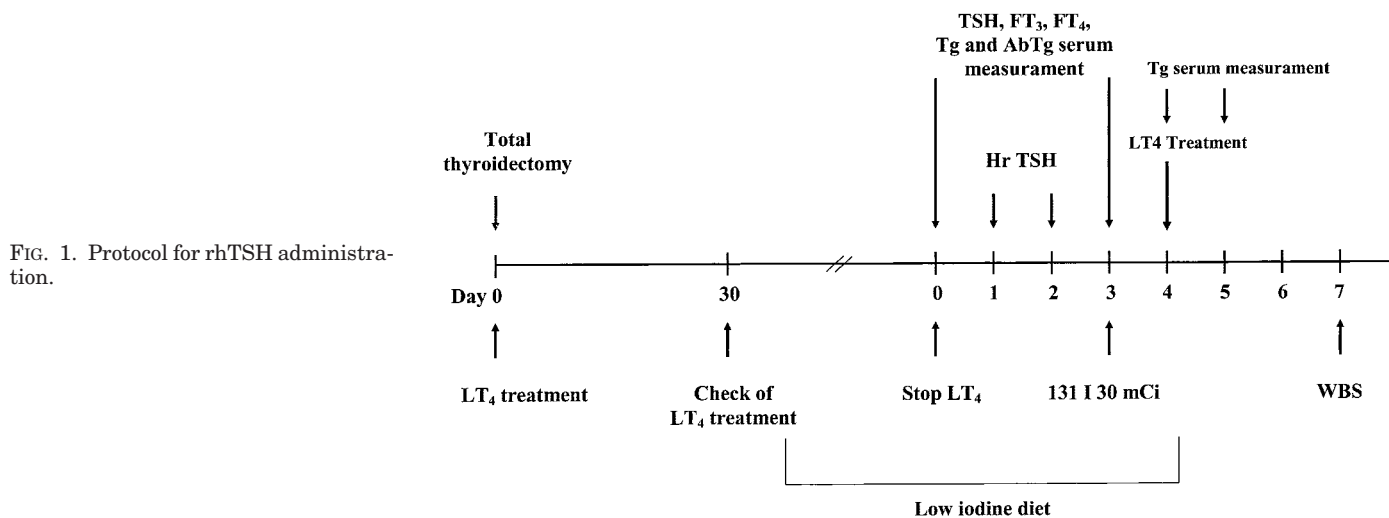 TSH, FT3, FT4,
Tg and AbTg serum
measurament
Tg serum measurament
Total
thyroidectomy
Hr TSH
LT4 Treatment
FIG. 1. Protocol for rhTSH administra-
tion.
Day 0
30
0
1
2
3
4
5
6
7
LT4 treatment
Check of
LT4 treatment
Stop LT4
131 I 30 mCi
WBS
Low iodine diet